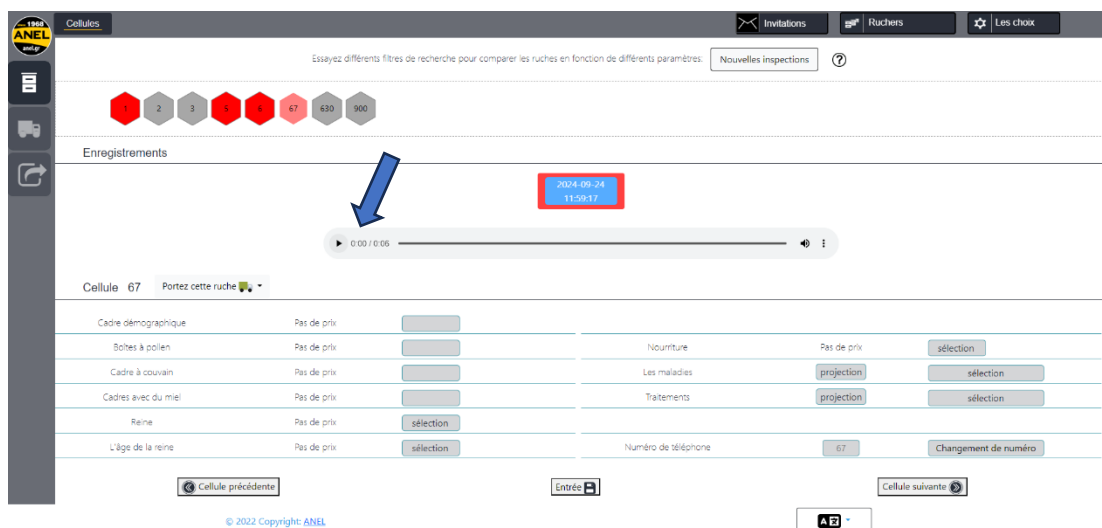 1968
ANEL
anel.gr
Cellules
Invitations
Ruchers
Les choix
Essayez différents filtres de recherche pour comparer les ruches en fonction de différents paramètres:
Nouvelles inspections
?
1 2 3 5 6 67 630 900
Enregistrements
2024-09-24
11:59:17
0:00 / 0:06
Cellule 67 Portez cette ruche
Cadre démographique Pas de prix
Boîtes à pollen Pas de prix Nourriture Pas de prix sélection
Cadre à couvain Pas de prix Les maladies projection sélection
Cadres avec du miel Pas de prix Traitements projection sélection
Reine Pas de prix sélection
L'âge de la reine Pas de prix sélection Numéro de téléphone 67 Changement de numéro
Cellule précédente Entrée Cellule suivante
© 2022 Copyright: ANEL